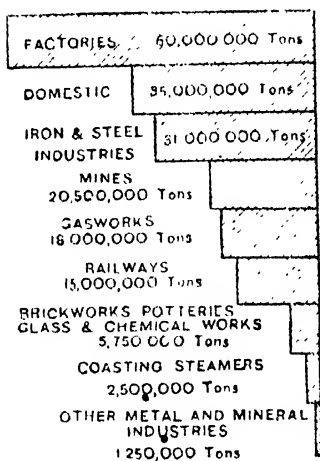 FACTORIES 60,000 000 Tons
DOMESTIC 35,000,000 Tons
IRON & STEEL 31 000 000 Tons
INDUSTRIES
MINES
20,500,000 Tons
GASWORKS
18 000,000 Tons
RAILWAYS
15,000,000 Tons
BRICKWORKS POTTERIES
GLASS & CHEMICAL WORKS
5,750 000 Tons
COASTING STEAMERS
2,500,000 Tons
OTHER METAL AND MINERAL
INDUSTRIES
1 250,000 Tons